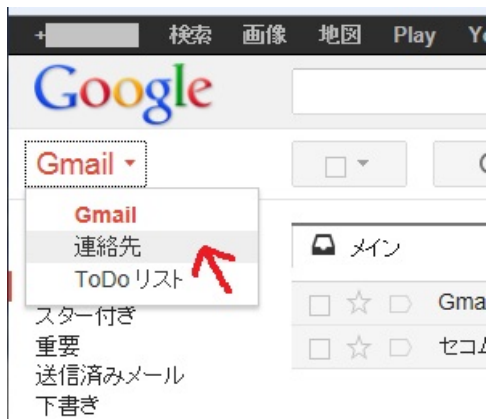 + 検索 画像 地図 Play
Google
Gmail
Gmail
連絡先
ToDo リスト
メイン
スター付き
重要
送信済みメール
下書き